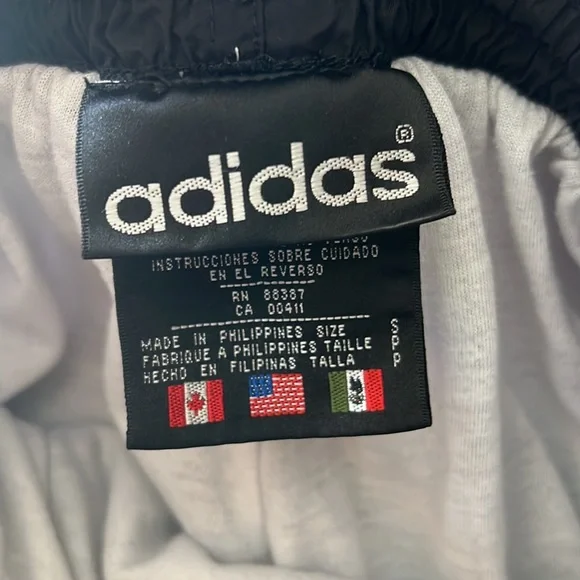 adidas®
INSTRUCCIONES SOBRE CUIDADO
EN EL REVERSO
RN 88387
CA 00411
MADE IN PHILIPPINES SIZE S
FABRIQUE A PHILIPPINES TAILLE P
HECHO EN FILIPINAS TALLA P